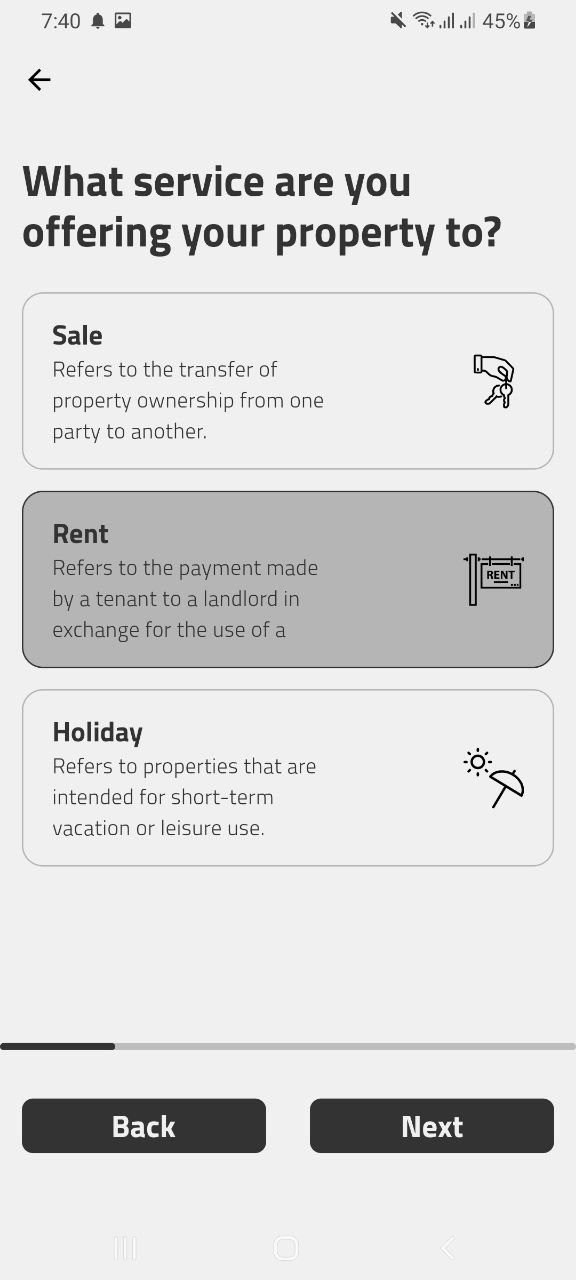 7:40 45%
What service are you
offering your property to?
Sale
Refers to the transfer of
property ownership from one
party to another.
Rent
Refers to the payment made
by a tenant to a landlord in
exchange for the use of a
RENT
Holiday
Refers to properties that are
intended for short-term
vacation or leisure use.
Back Next